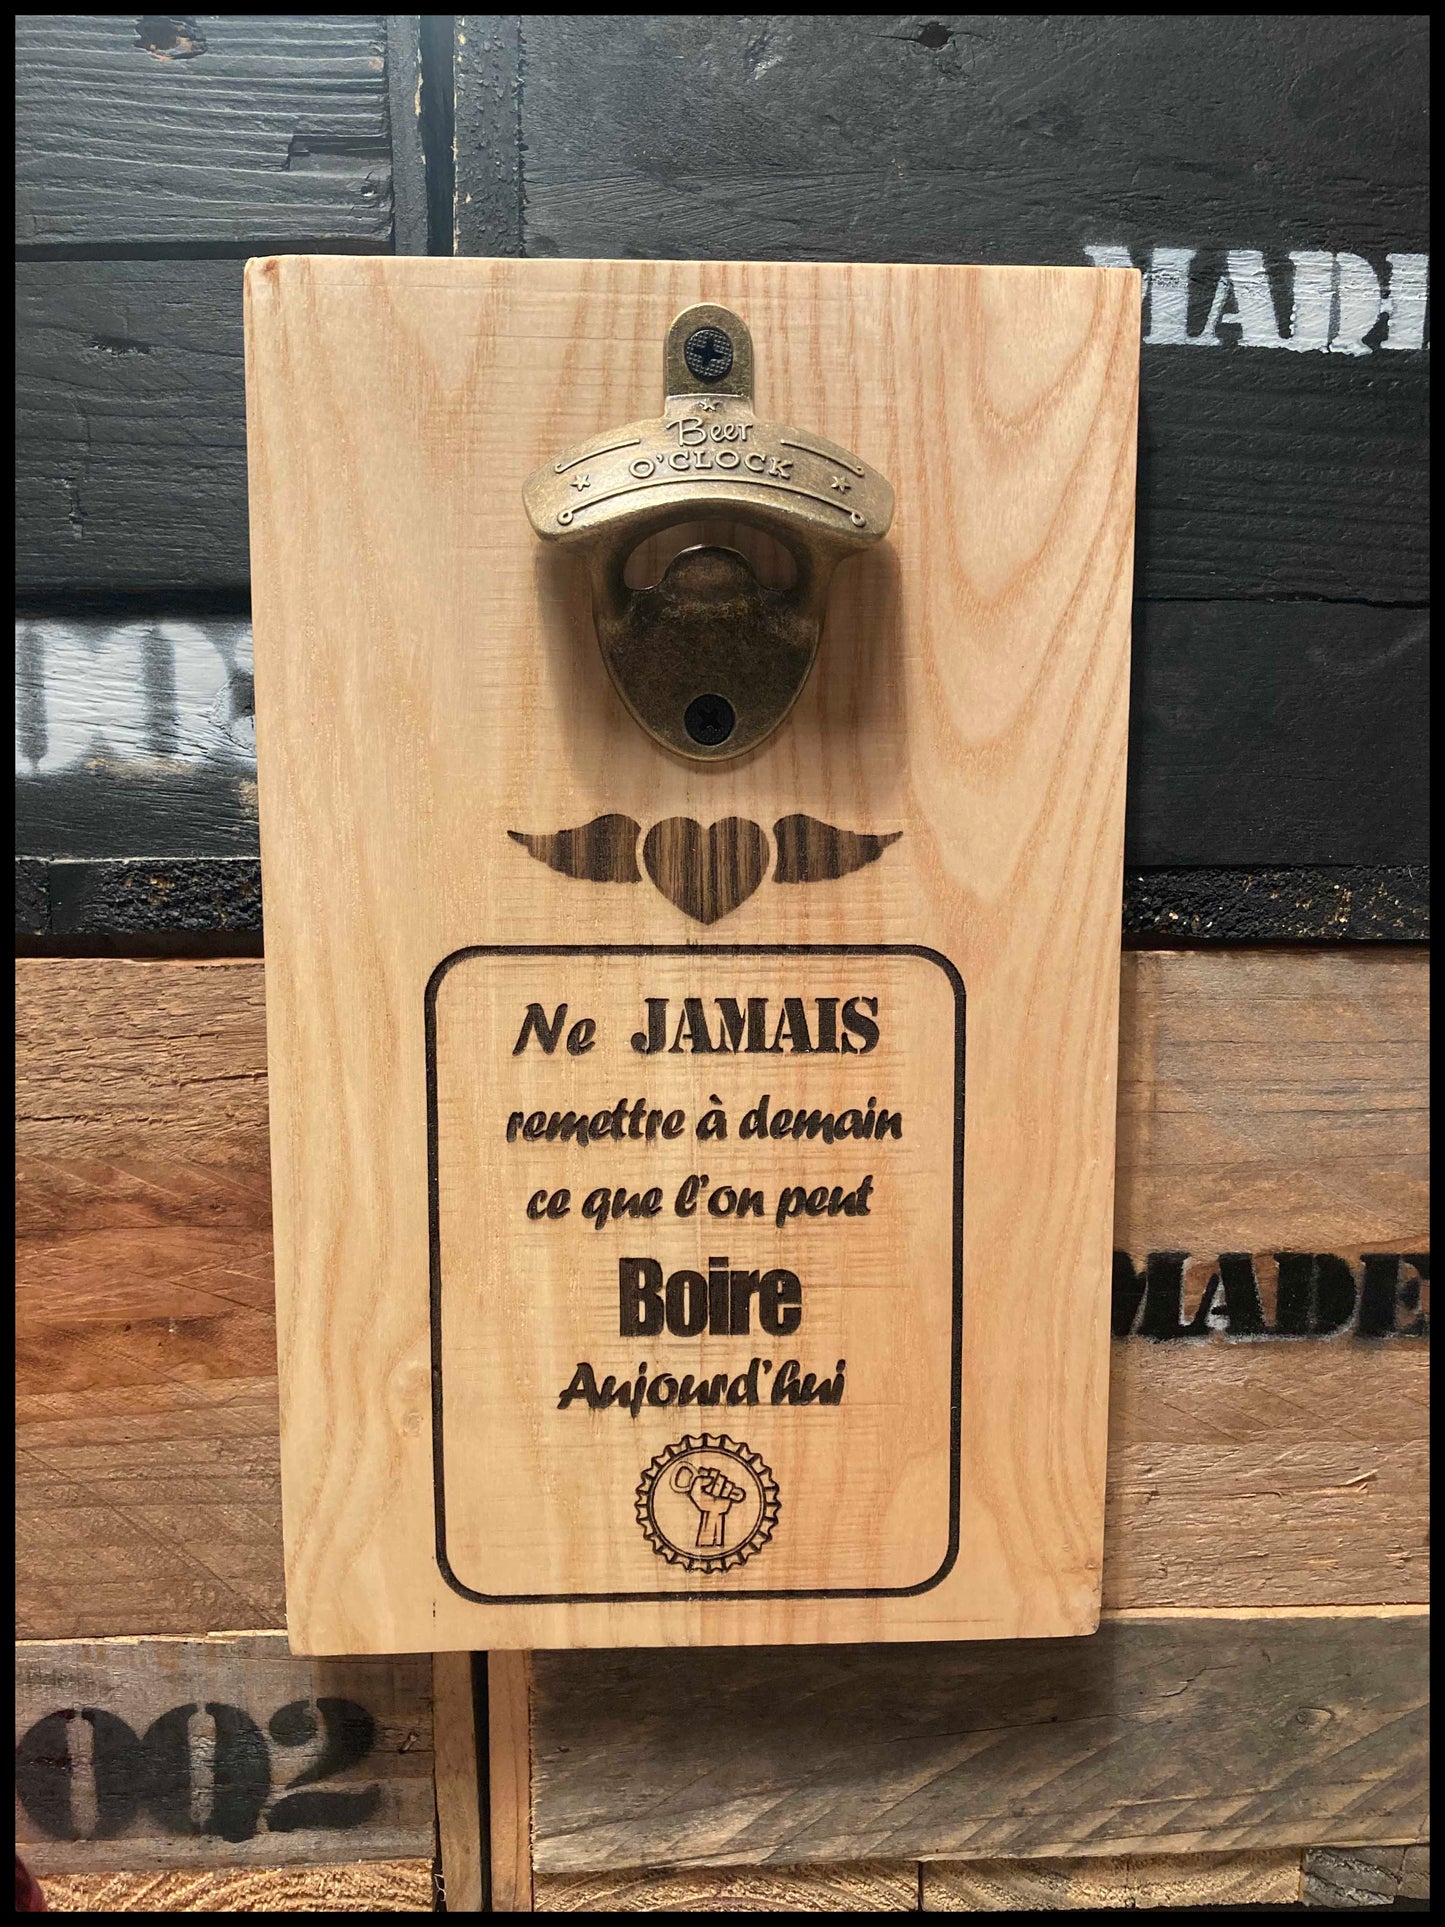 MADE
Beer
O'CLOCK
Ne JAMAIS
remettre à demain
ce que l'on peut
Boire
Aujourd'hui
MADE
002